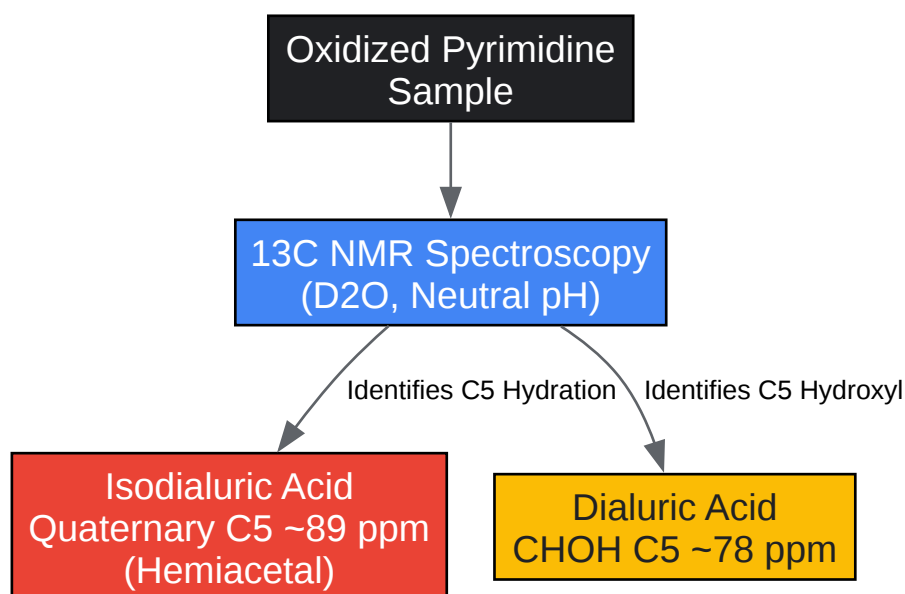 Oxidized Pyrimidine
Sample
13C NMR Spectroscopy
(D2O, Neutral pH)
Identifies C5 Hydration
Identifies C5 Hydroxyl
Isodialuric Acid
Quaternary C5 ~89 ppm
(Hemiacetal)
Dialuric Acid
CHOH C5 ~78 ppm